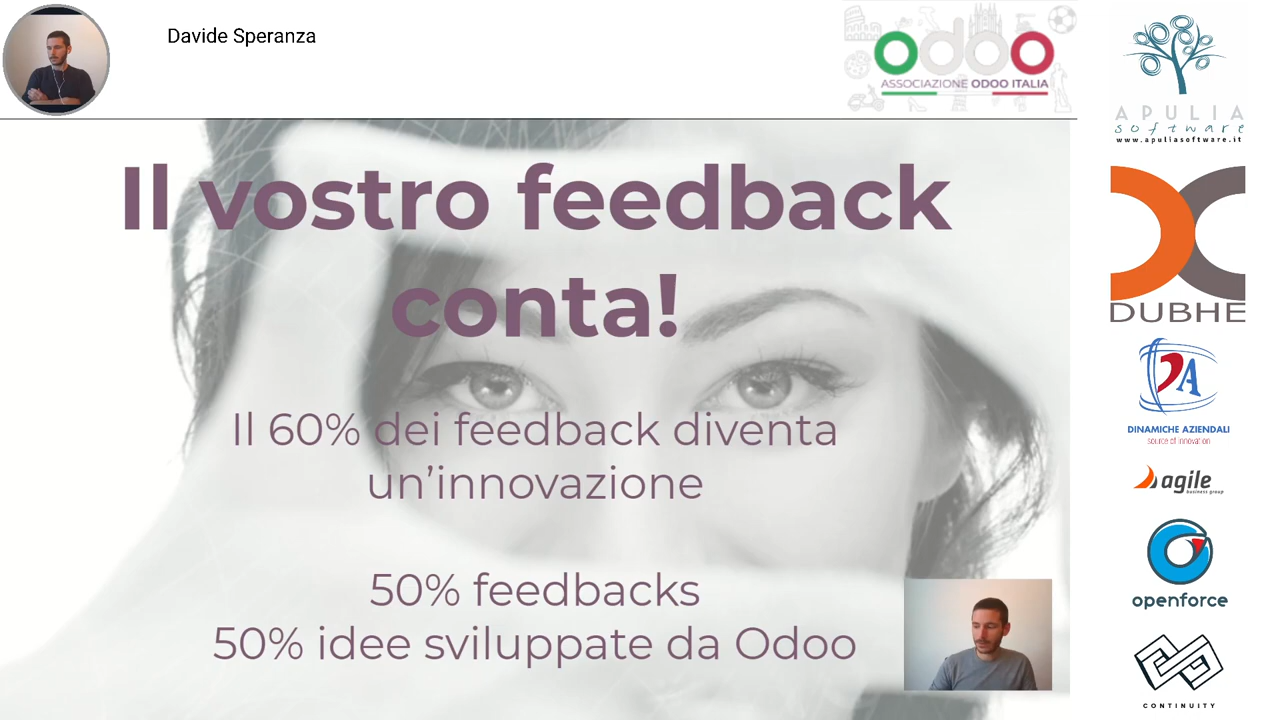 Davide Speranza
odoo
ASSOCIAZIONE ODOO ITALIA
APULIA
software
www.apuliasoftware.it
Il vostro feedback
conta!
Il 60% dei feedback diventa
un’innovazione
50% feedbacks
50% idee sviluppate da Odoo
DUBHE
DINAMICHE AZIENDALI
source of innovation
agile
business group
openforce
CONTINUITY